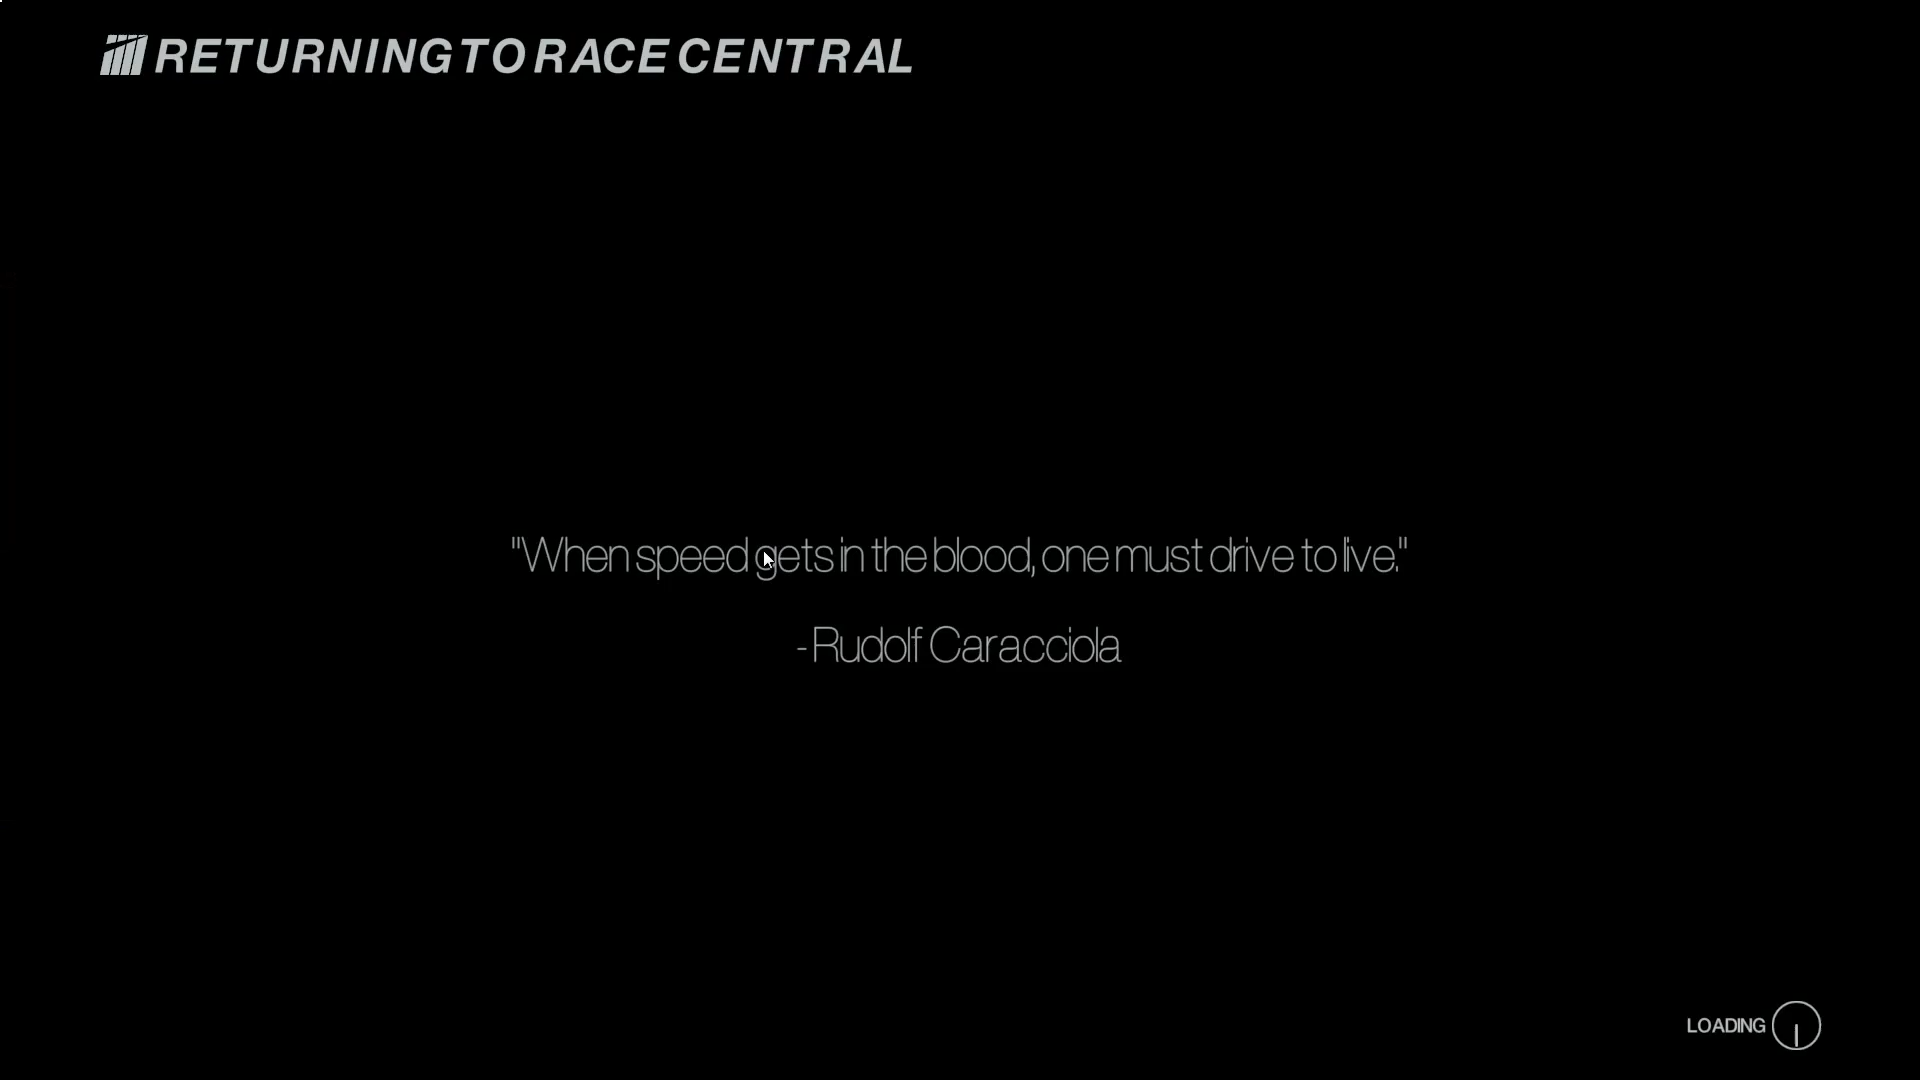 RETURNING TO RACE CENTRAL
"When speed gets in the blood, one must drive to live."
- Rudolf Caracciola
LOADING